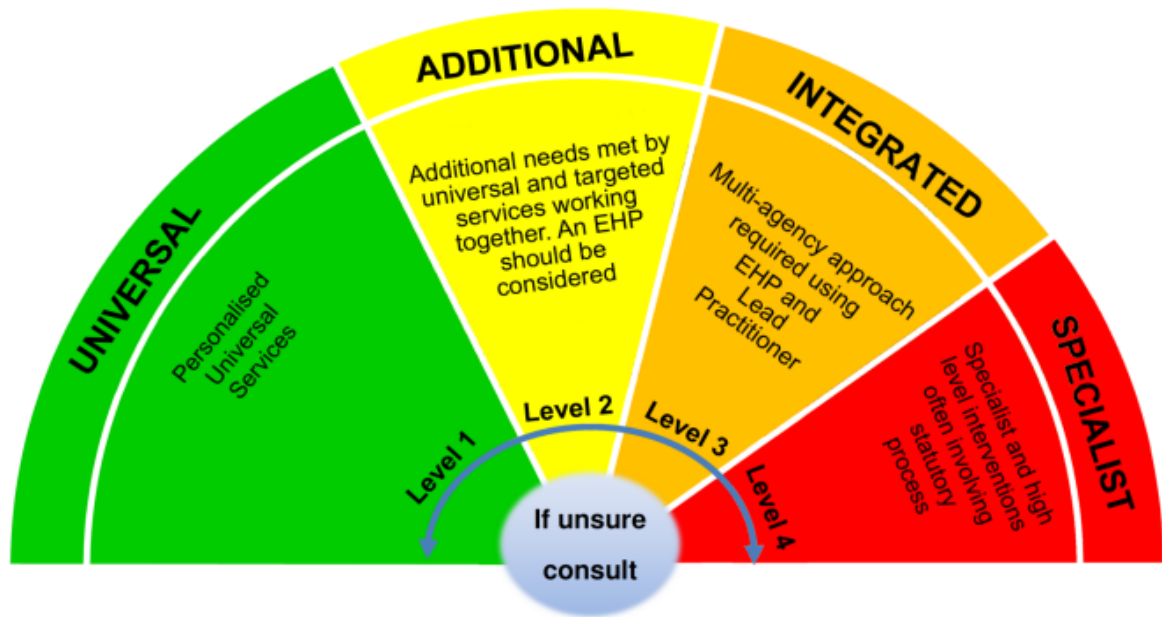 UNIVERSAL
Personalised
Universal
Services
Level 1
ADDITIONAL
Additional needs met by
universal and targeted
services working
together. An EHP
should be
considered
Level 2
INTEGRATED
Multi-agency approach
required using
EHP and
Lead
Practitioner
Level 3
SPECIALIST
Specialist and high
level interventions
often involving
statutory
process
Level 4
If unsure
consult